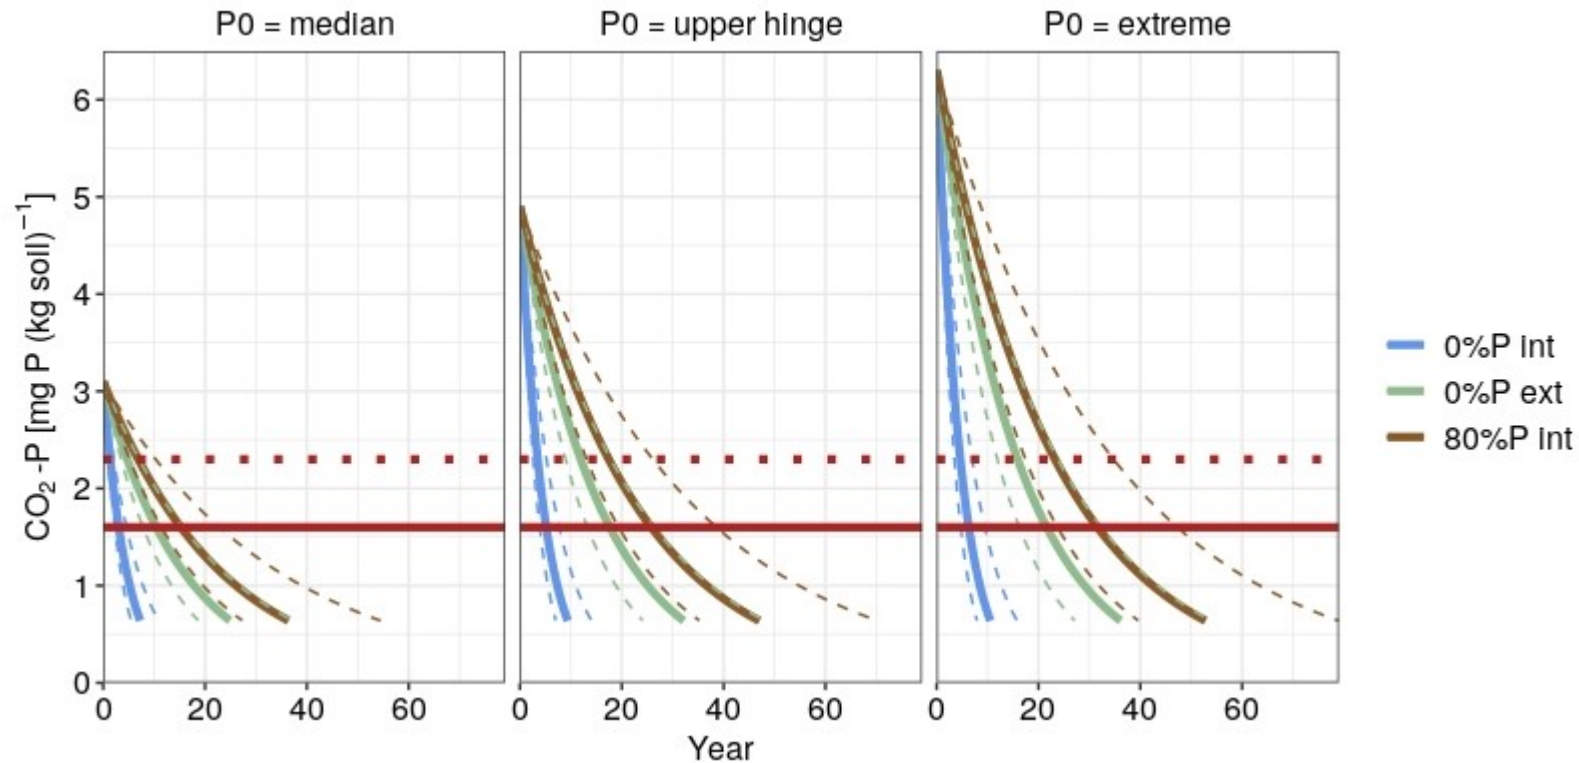 P0 = median
P0 = upper hinge
P0 = extreme
CO₂-P [mg P (kg soil)⁻¹]
6
5
4
3
2
1
0
0 20 40 60
0 20 40 60
0 20 40 60
Year
0%P int
0%P ext
80%P int